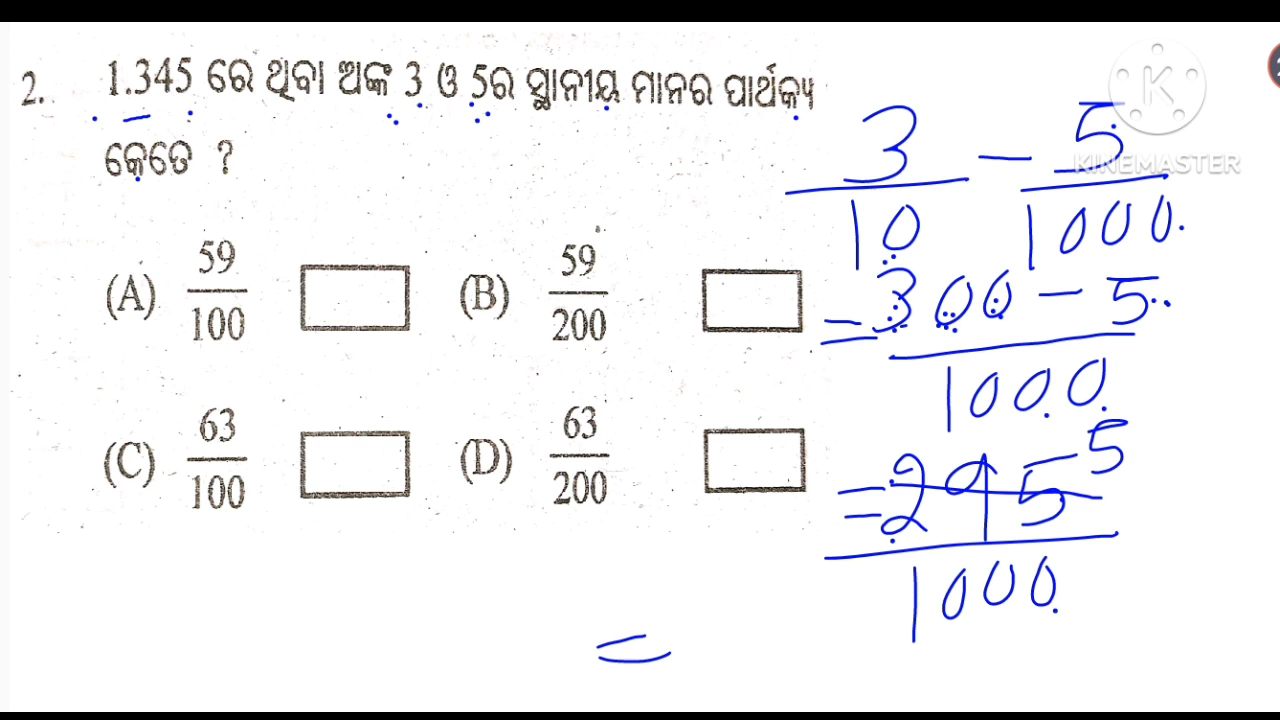 2. 1.345 ରେ ଥିବା ଅଙ୍କ 3 ଓ 5ର ସ୍ଥାନୀୟ ମାନର ପାର୍ଥକ୍ୟ
କେତେ ?
(A) 59/100 (B) 59/200
(C) 63/100 (D) 63/200
3/10 - 5/1000
= 300 - 5/1000
= 295 5/1000
=
K
KINEMASTER